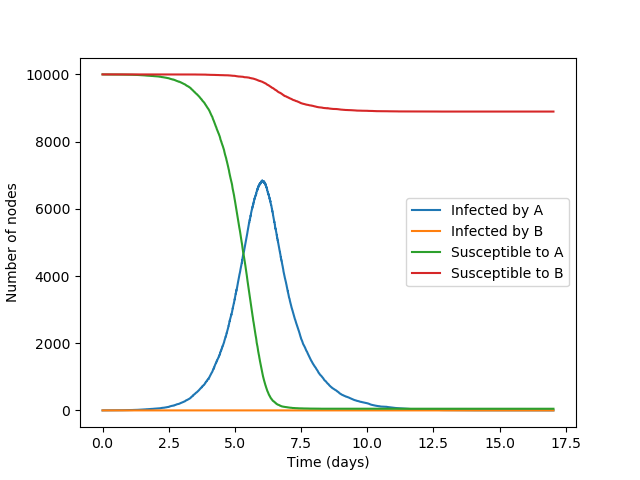 10000
8000
6000
4000
2000
0
Number of nodes
Infected by A
Infected by B
Susceptible to A
Susceptible to B
0.0 2.5 5.0 7.5 10.0 12.5 15.0 17.5
Time (days)